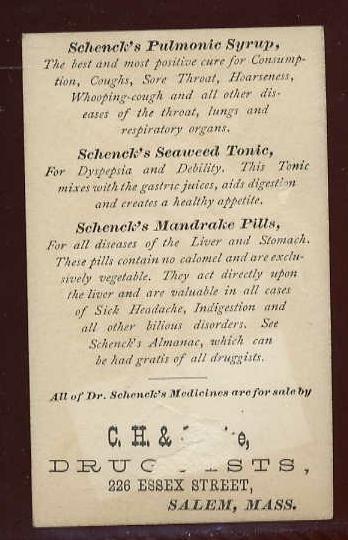 Schenck's Pulmonic Syrup,
The best and most positive cure for Consump-
tion, Coughs, Sore Throat, Hoarseness,
Whooping-cough and all other dis-
eases of the throat, lungs and
respiratory organs.
Schenck's Seaweed Tonic,
For Dyspepsia and Debility. This Tonic
mixes with the gastric juices, aids digestion
and creates a healthy appetite.
Schenck's Mandrake Pills,
For all diseases of the Liver and Stomach.
These pills contain no calomel and are exclu-
sively vegetable. They act directly upon
the liver and are valuable in all cases
of Sick Headache, Indigestion and
all other bilious disorders. See
Schenck's Almanac, which can
be had gratis of all druggists.
All of Dr. Schenck's Medicines are for sale by
C. H. &
226 ESSEX STREET,
SALEM, MASS.